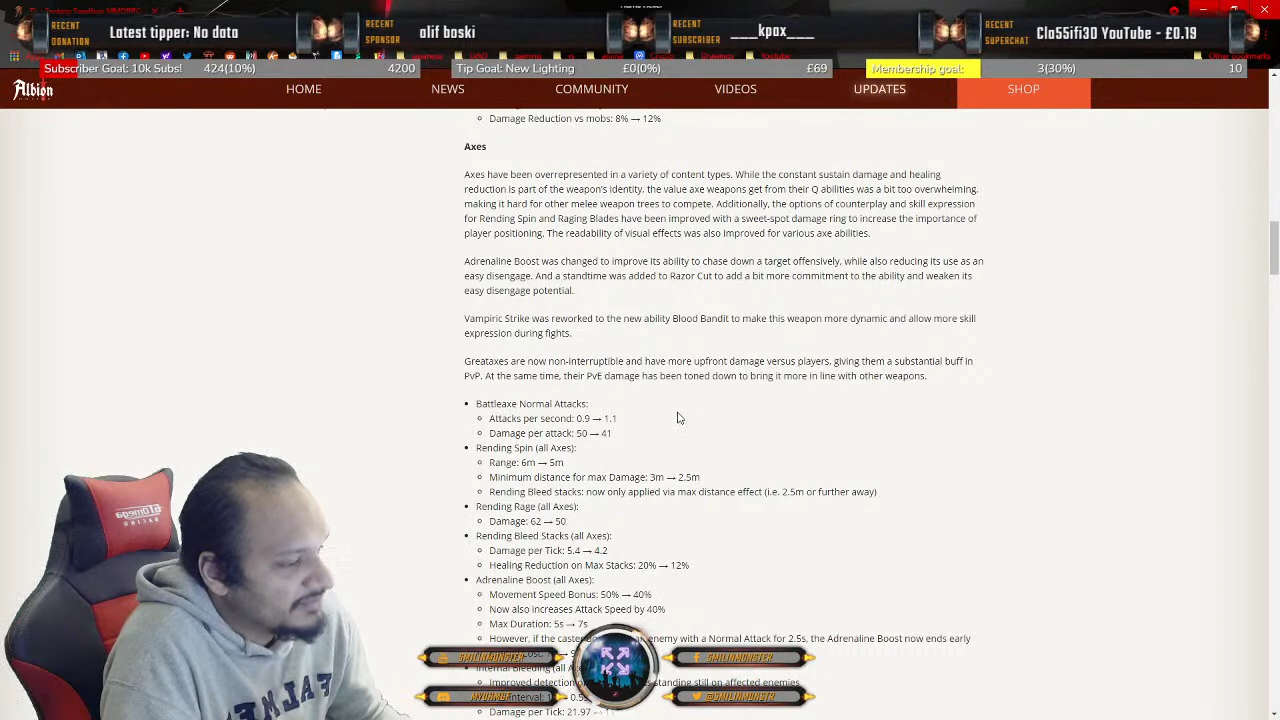 RECENT DONATION
Latest tipper: No data
RECENT SPONSOR
alif boski
RECENT SUBSCRIBER
___kpax___
RECENT SUPERCHAT
Cla55ifi3D YouTube - £0.19
Other bookmarks
Subscriber Goal: 10k Subs! 424(10%) 4200
Tip Goal: New Lighting £0(0%) £69
Membership goal: 3(30%) 10
Albion
HOME NEWS COMMUNITY VIDEOS UPDATES SHOP
Damage Reduction vs mobs: 8% → 12%
Axes
Axes have been overrepresented in a variety of content types. While the constant sustain damage and healing
reduction is part of the weapon's identity, the value axe weapons get from their Q abilities was a bit too overwhelming,
making it hard for other melee weapon trees to compete. Additionally, the options of counterplay and skill expression
for Rending Spin and Raging Blades have been improved with a sweet-spot damage ring to increase the importance of
player positioning. The readability of visual effects was also improved for various axe abilities.
Adrenaline Boost was changed to improve its ability to chase down a target offensively, while also reducing its use as an
easy disengage. And a standtime was added to Razor Cut to add a bit more commitment to the ability and weaken its
easy disengage potential.
Vampiric Strike was reworked to the new ability Blood Bandit to make this weapon more dynamic and allow more skill
expression during fights.
Greataxes are now non-interruptible and have more upfront damage versus players, giving them a substantial buff in
PvP. At the same time, their PvE damage has been toned down to bring it more in line with other weapons.
Battleaxe Normal Attacks:
Attacks per second: 0.9 → 1.1
Damage per attack: 50 → 41
Rending Spin (all Axes):
Range: 6m → 5m
Minimum distance for max Damage: 3m → 2.5m
Rending Bleed stacks: now only applied via max distance effect (i.e. 2.5m or further away)
Rending Rage (all Axes):
Damage: 62 → 50
Rending Bleed Stacks (all Axes):
Damage per Tick: 5.4 → 4.2
Healing Reduction on Max Stacks: 20% → 12%
Adrenaline Boost (all Axes):
Movement Speed Bonus: 50% → 40%
Now also increases Attack Speed by 40%
Max Duration: 5s → 7s
However, if the caster enemy with a Normal Attack for 2.5s, the Adrenaline Boost now ends early
Internal Bleeding (all Axes
Improved detection standing still on affected enemies
Damage per Tick: 21.97 →
SMILINMONSTER
SMILINMONSTER
@SMILINMONSTR
GT Omega
RACING